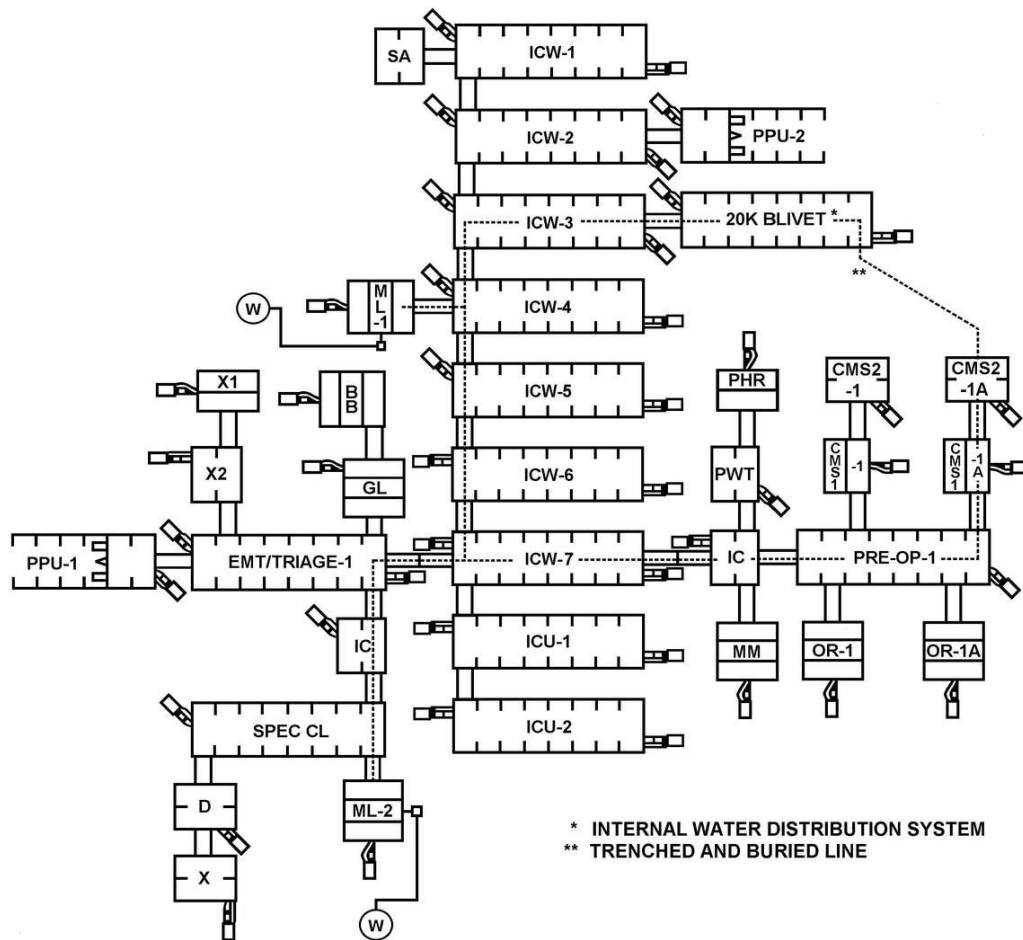 SA
ICW-1
ICW-2
PPU-2
ICW-3
20K BLIVET *
**
W
M
L
-1
ICW-4
X1
B
B
ICW-5
PHR
CMS2
-1
CMS2
-1A
X2
GL
ICW-6
PWT
CMS1
-1
CMS1
-1
A
PPU-1
EMT/TRIAGE-1
ICW-7
IC
PRE-OP-1
IC
ICU-1
MM
OR-1
OR-1A
SPEC CL
ICU-2
D
ML-2
X
W
* INTERNAL WATER DISTRIBUTION SYSTEM
** TRENCHED AND BURIED LINE